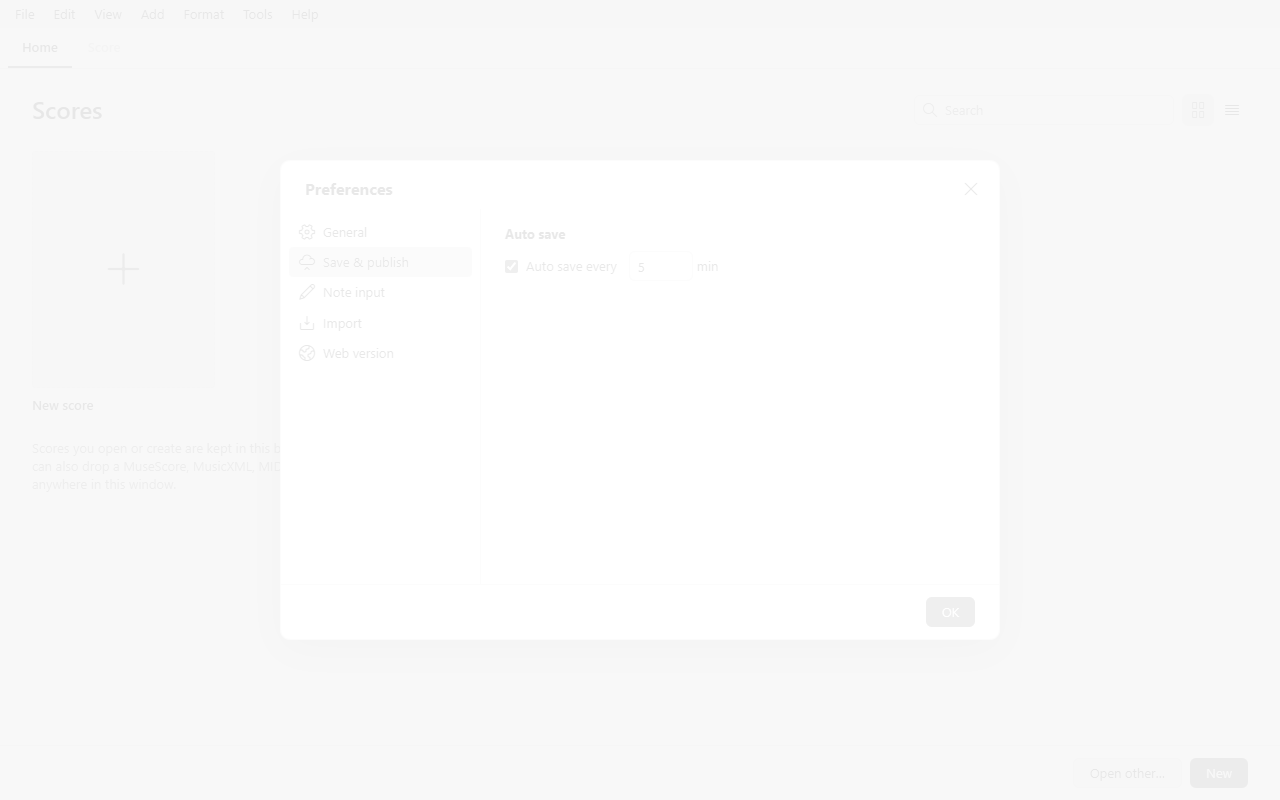 File Edit View Add Format Tools Help
Home Score
Scores
Search
Preferences
General
Save & publish
Note input
Import
Web version
Auto save
Auto save every 5 min
New score
Scores you open or create are kept in this
can also drop a MuseScore, MusicXML,
anywhere in this window.
OK
Open other... New